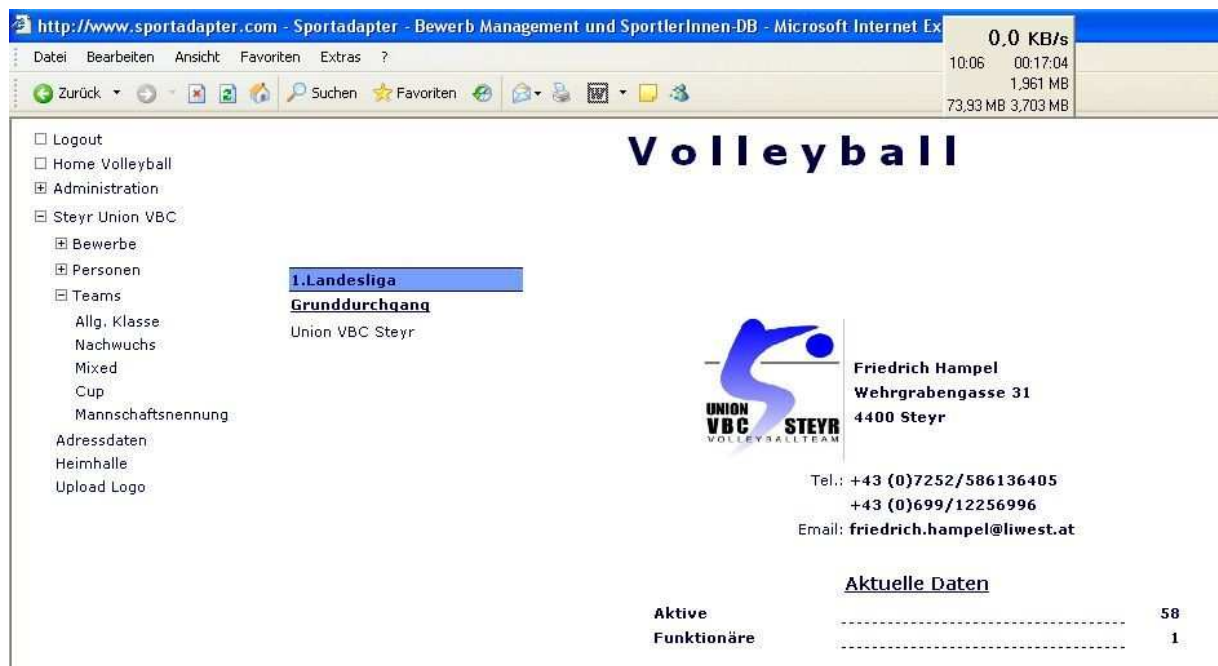 http://www.sportadapter.com - Sportadapter - Bewerb Management und SportlerInnen-DB - Microsoft Internet Ex
0,0 KB/s
10:06 00:17:04
1,961 MB
73,93 MB 3,703 MB
Datei Bearbeiten Ansicht Favoriten Extras ?
Zurück Suchen Favoriten
Logout
Home Volleyball
Administration
Steyr Union VBC
Bewerbe
Personen
Teams
Allg. Klasse
Nachwuchs
Mixed
Cup
Mannschaftsnennung
Adressdaten
Heimhalle
Upload Logo
1.Landesliga
Grunddurchgang
Union VBC Steyr
Volleyball
UNION
VBC STEYR
VOLLEYBALLTEAM
Friedrich Hampel
Wehrgrabengasse 31
4400 Steyr
Tel.: +43 (0)7252/586136405
+43 (0)699/12256996
Email: friedrich.hampel@liwest.at
Aktuelle Daten
Aktive 58
Funktionäre 1